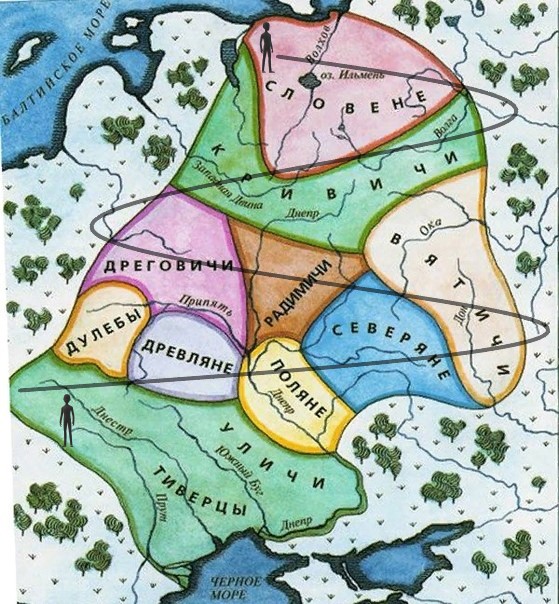 БАЛТИЙСКОЕ МОРЕ
Волхов
оз. Ильмень
СЛОВЕНЕ
Волга
КРИВИЧИ
Западная Двина
Днепр
Ока
ВЯТИЧИ
ДРЕГОВИЧИ
РАДИМИЧИ
Припять
Дон
ДУЛЕБЫ
СЕВЕРЯНЕ
ДРЕВЛЯНЕ
ПОЛЯНЕ
Днепр
Днестр
УЛИЧИ
Южный Буг
ТИВЕРЦЫ
Прут
Днепр
ЧЕРНОЕ
МОРЕ